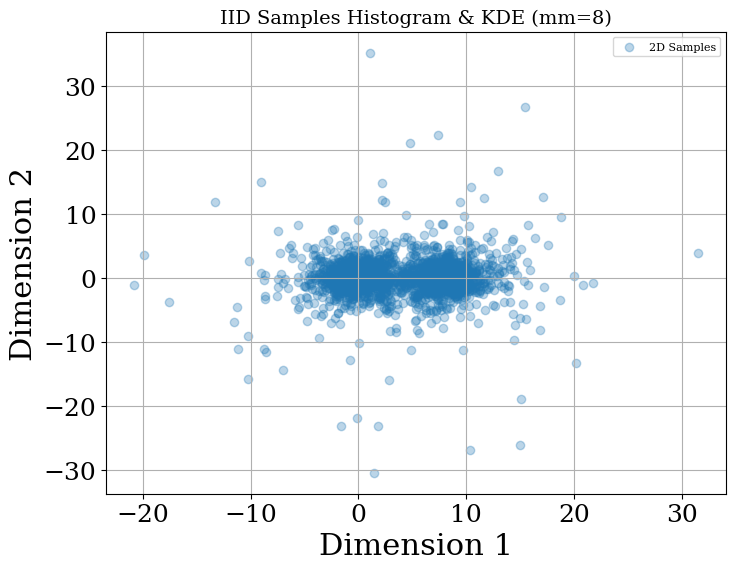 IID Samples Histogram & KDE (mm=8)
2D Samples
30
20
10
0
−10
−20
−30
Dimension 2
−20 −10 0 10 20 30
Dimension 1